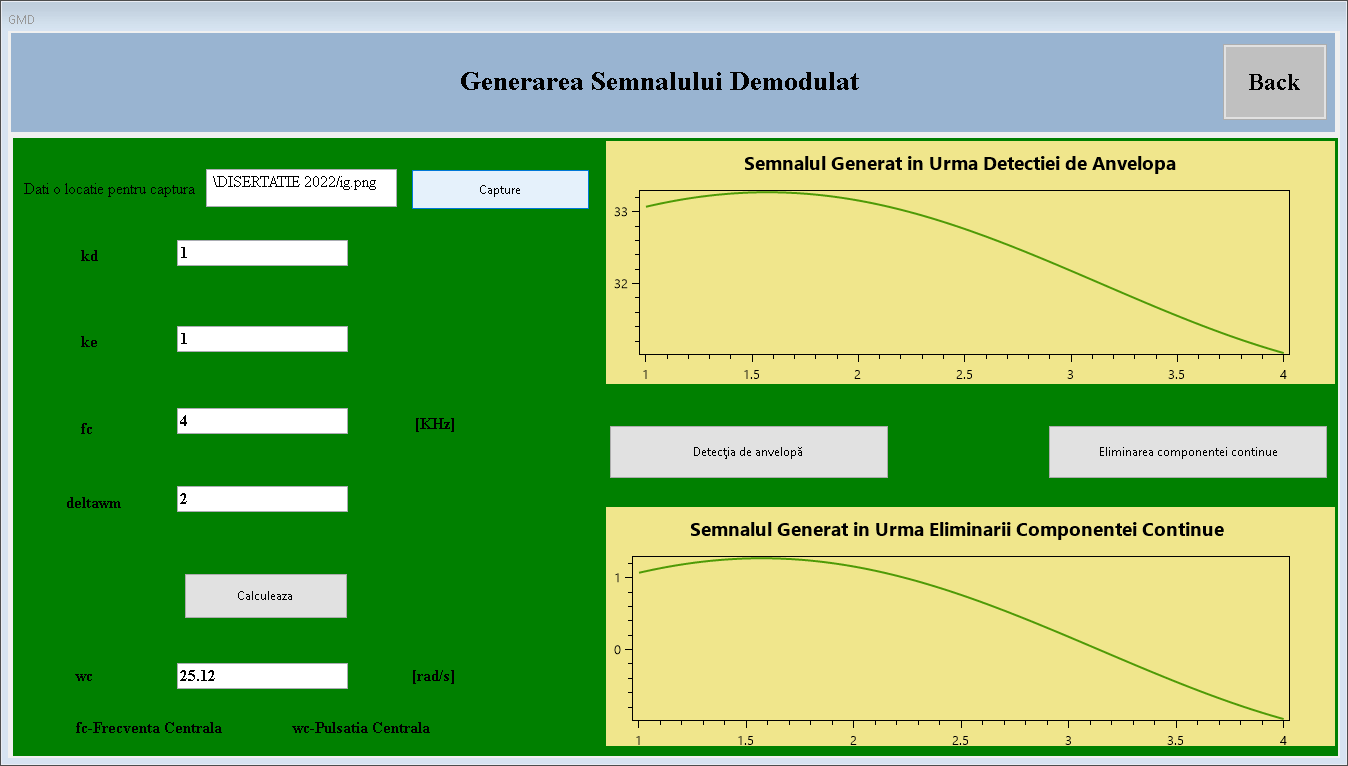 GMD
Generarea Semnalului Demodulat
Back
Dati o locatie pentru captura
\DISERTATIE 2022/ig.png
Capture
kd
1
ke
1
fc
4
[KHz]
deltawm
2
Calculeaza
wc
25.12
[rad/s]
fc-Frecventa Centrala
wc-Pulsatia Centrala
Semnalul Generat in Urma Detectiei de Anvelopa
33
32
1 1.5 2 2.5 3 3.5 4
Detecția de anvelopă
Eliminarea componentei continue
Semnalul Generat in Urma Eliminarii Componentei Continue
1
0
1 1.5 2 2.5 3 3.5 4